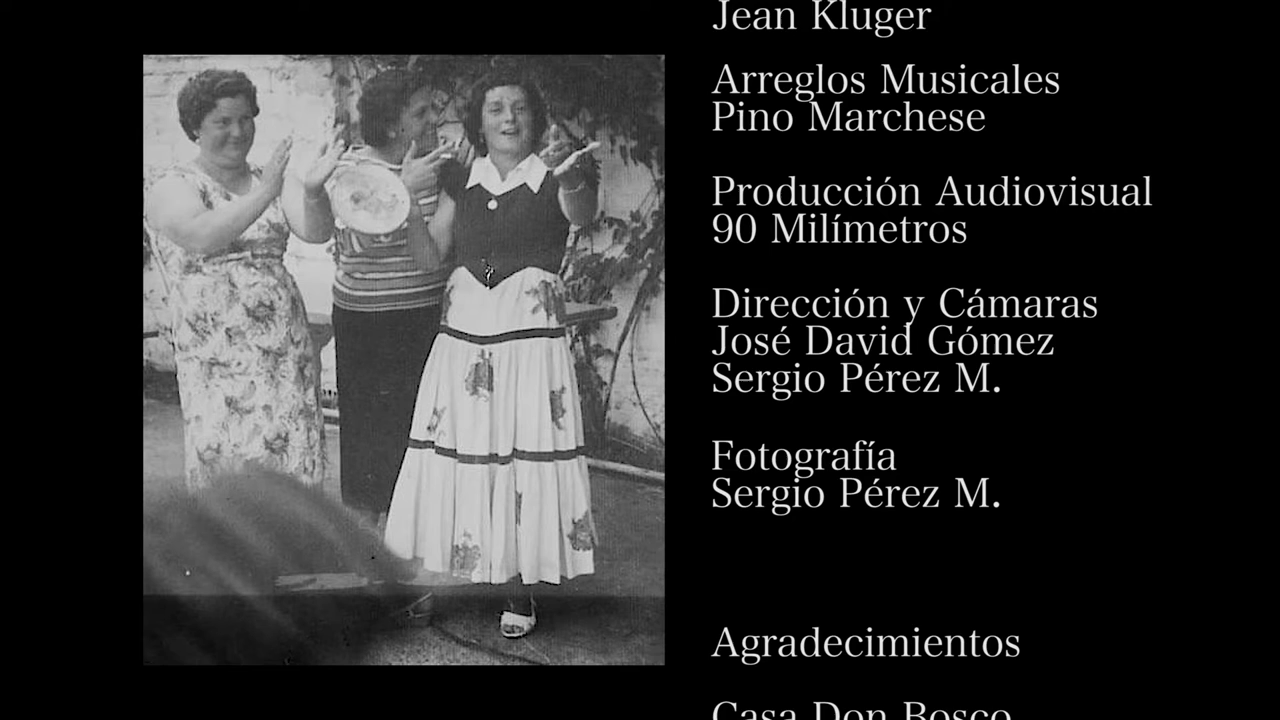 Jean Kluger
Arreglos Musicales
Pino Marchese
Producción Audiovisual
90 Milímetros
Dirección y Cámaras
José David Gómez
Sergio Pérez M.
Fotografía
Sergio Pérez M.
Agradecimientos
Casa Don Bosco